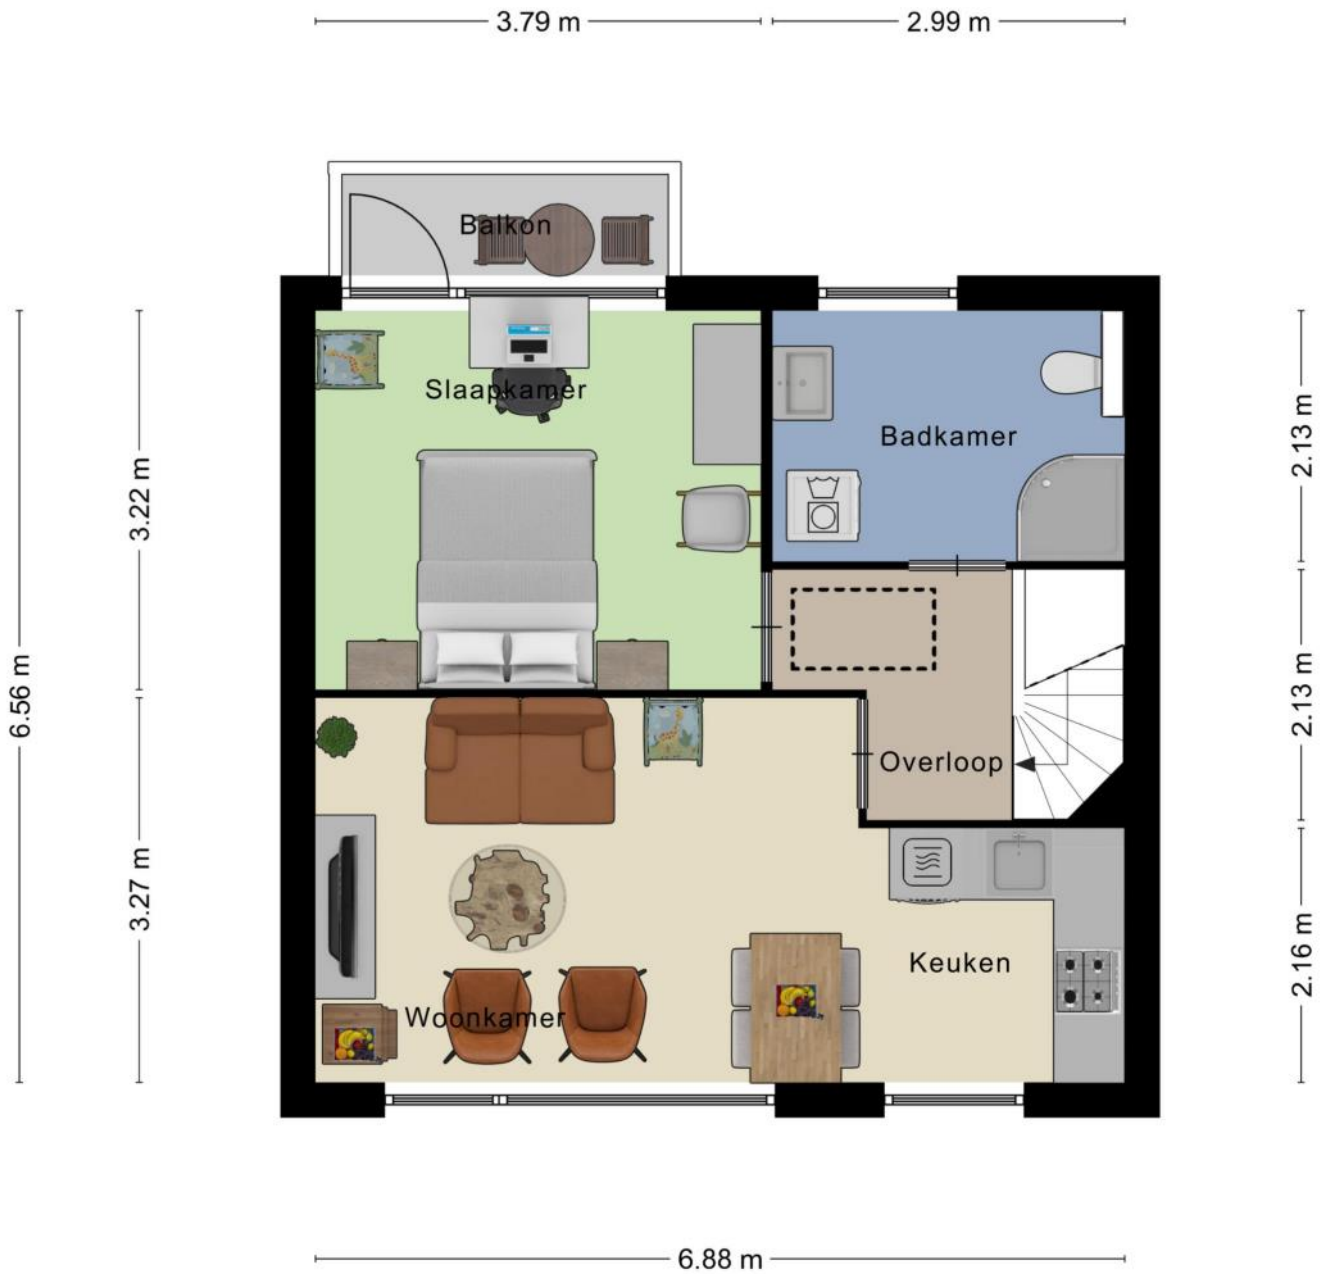 3.79 m
2.99 m
Balkon
Slaapkamer
Badkamer
3.22 m
2.13 m
6.56 m
2.13 m
Overloop
3.27 m
Keuken
2.16 m
Woonkamer
6.88 m